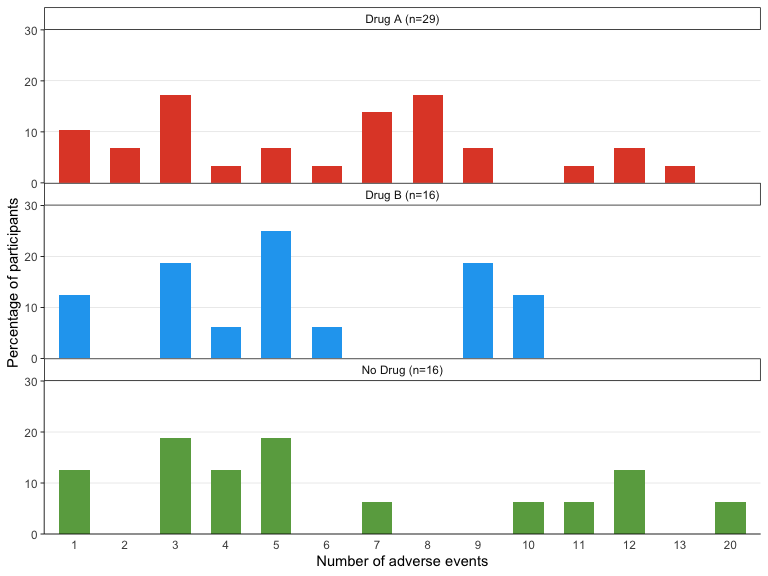 Drug A (n=29)
30
20
10
0
Drug B (n=16)
30
20
10
0
No Drug (n=16)
30
20
10
0
Percentage of participants
1 2 3 4 5 6 7 8 9 10 11 12 13 20
Number of adverse events